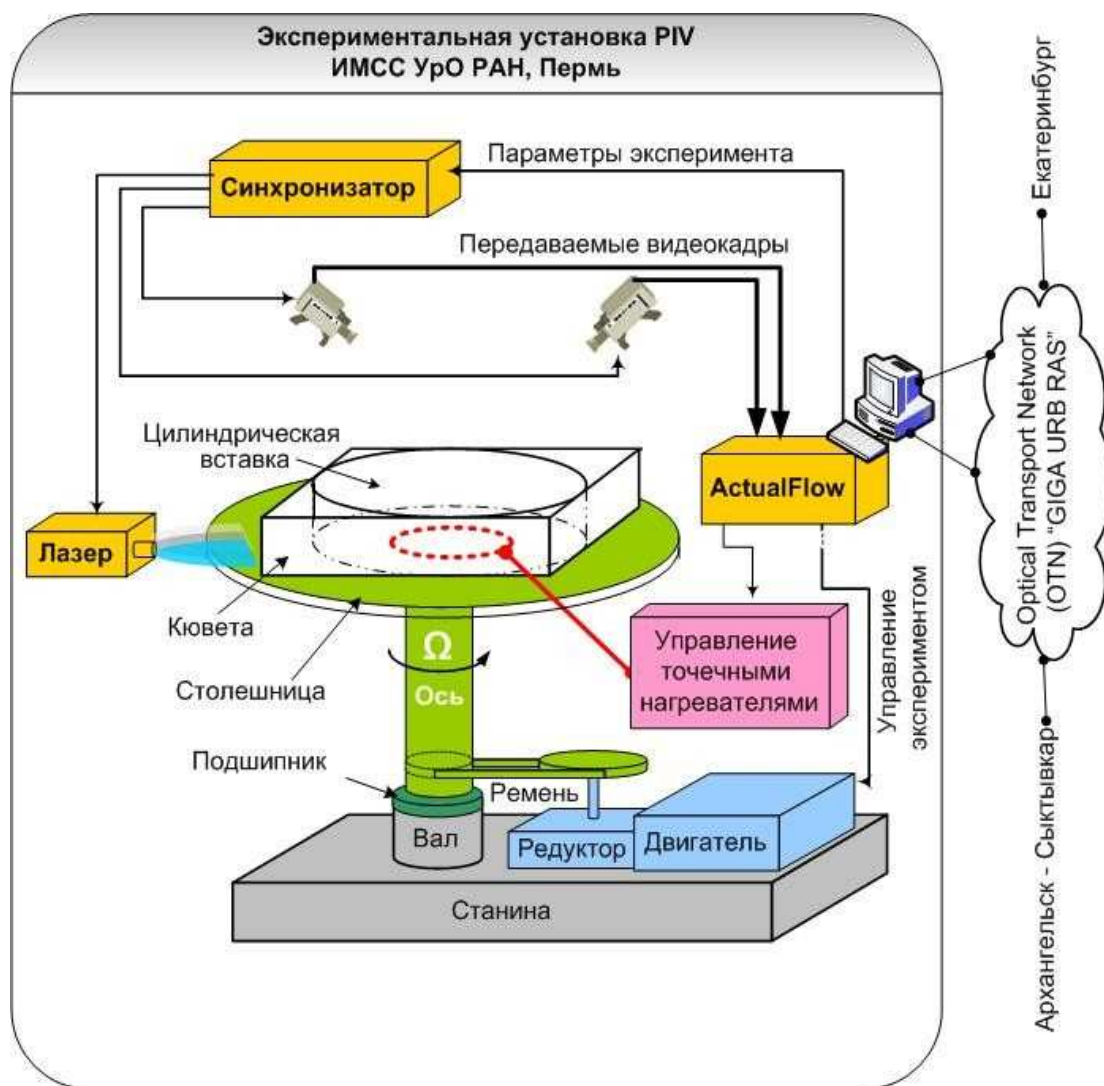 Экспериментальная установка PIV
ИМСС УрО РАН, Пермь
Параметры эксперимента
Синхронизатор
Передаваемые видеокадры
Цилиндрическая
вставка
ActualFlow
Лазер
Кювета
Столешница
Ω
Ось
Управление
точечными
нагревателями
Управление
экспериментом
Подшипник
Ремень
Вал
Редуктор
Двигатель
Станина
Екатеринбург
Optical Transport Network
(OTN) “GIGA URB RAS”
Архангельск - Сыктывкар